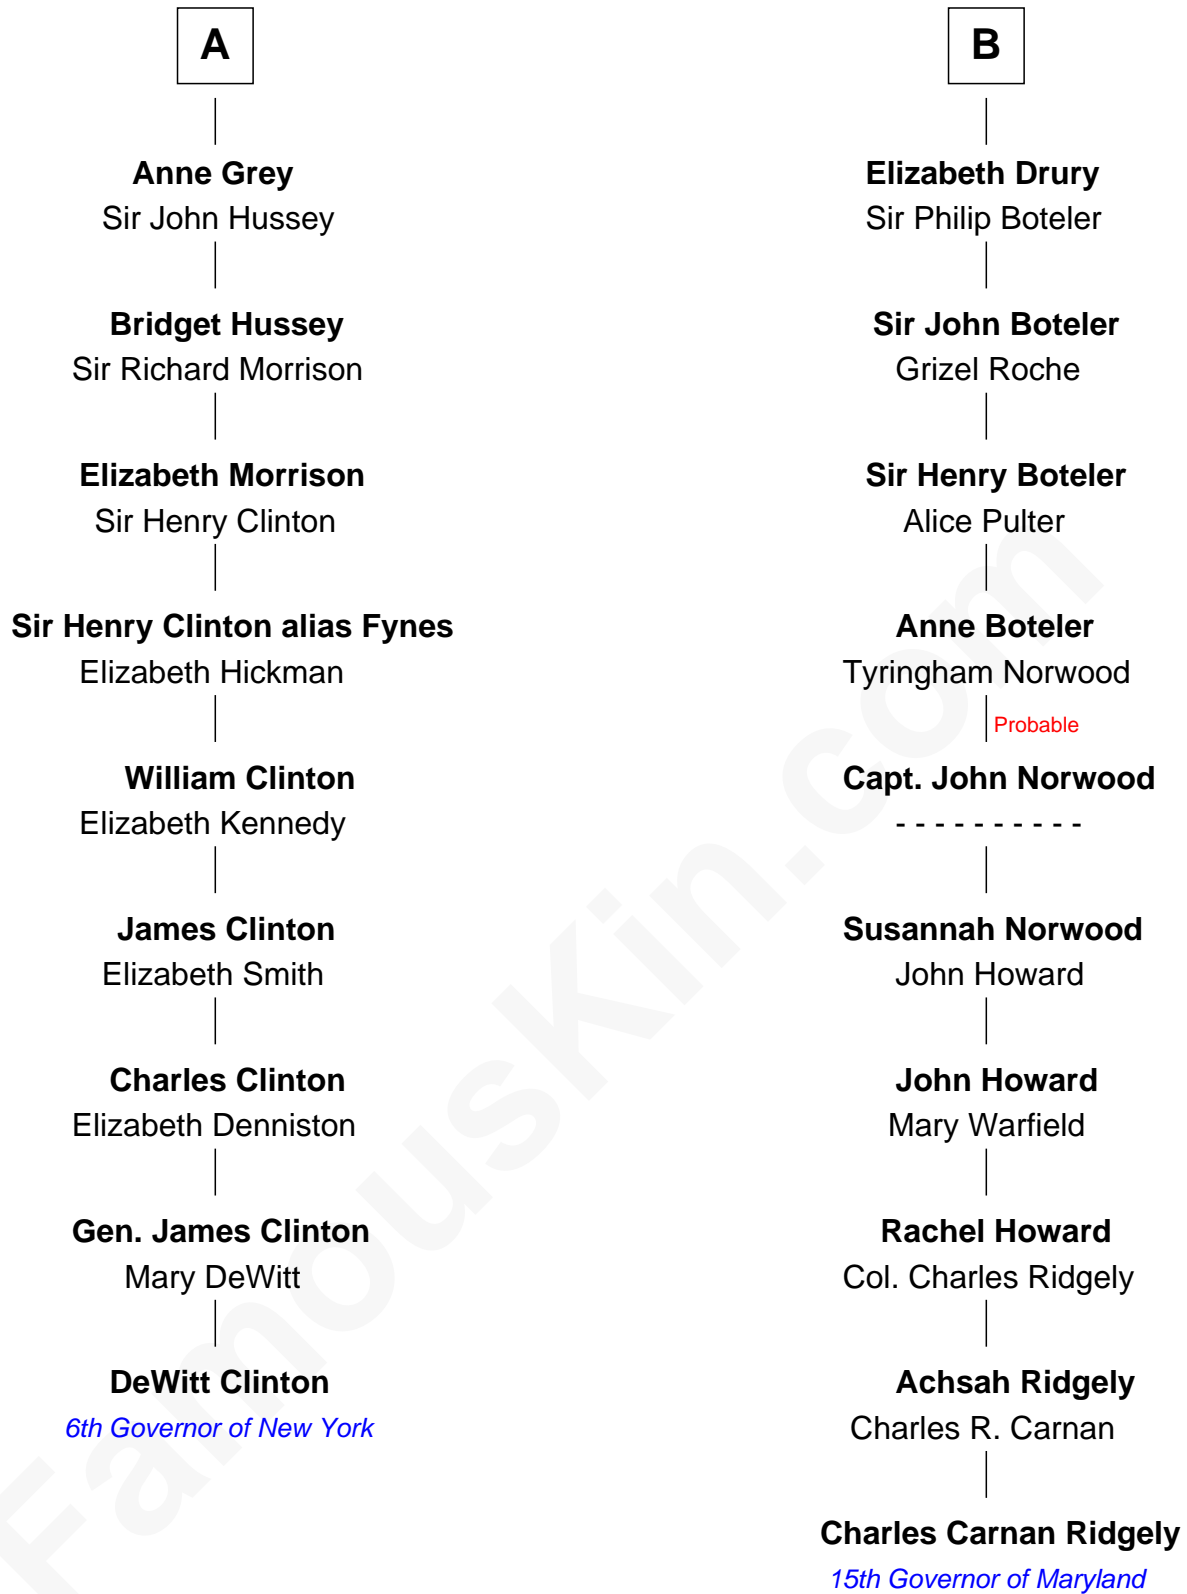 A
Anne Grey
Sir John Hussey
Bridget Hussey
Sir Richard Morrison
Elizabeth Morrison
Sir Henry Clinton
Sir Henry Clinton alias Fynes
Elizabeth Hickman
William Clinton
Elizabeth Kennedy
James Clinton
Elizabeth Smith
Charles Clinton
Elizabeth Denniston
Gen. James Clinton
Mary DeWitt
DeWitt Clinton
6th Governor of New York
B
Elizabeth Drury
Sir Philip Boteler
Sir John Boteler
Grizel Roche
Sir Henry Boteler
Alice Pulter
Anne Boteler
Tyringham Norwood
Probable
Capt. John Norwood
- - - - - - - - - -
Susannah Norwood
John Howard
John Howard
Mary Warfield
Rachel Howard
Col. Charles Ridgely
Achsah Ridgely
Charles R. Carnan
Charles Carnan Ridgely
15th Governor of Maryland
FamousKin.com